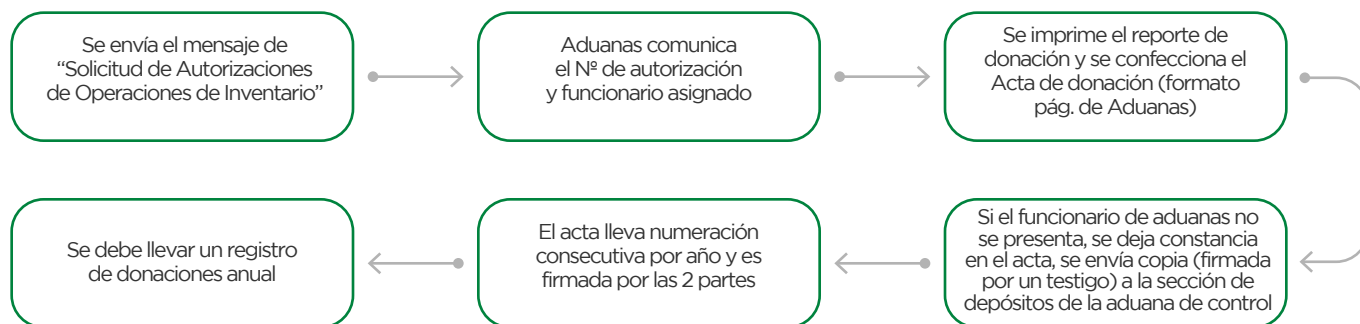 Se envía el mensaje de
“Solicitud de Autorizaciones
de Operaciones de Inventario”
Aduanas comunica
el Nº de autorización
y funcionario asignado
Se imprime el reporte de
donación y se confecciona el
Acta de donación (formato
pág. de Aduanas)
Si el funcionario de aduanas no
se presenta, se deja constancia
en el acta, se envía copia (firmada
por un testigo) a la sección de
depósitos de la aduana de control
El acta lleva numeración
consecutiva por año y es
firmada por las 2 partes
Se debe llevar un registro
de donaciones anual